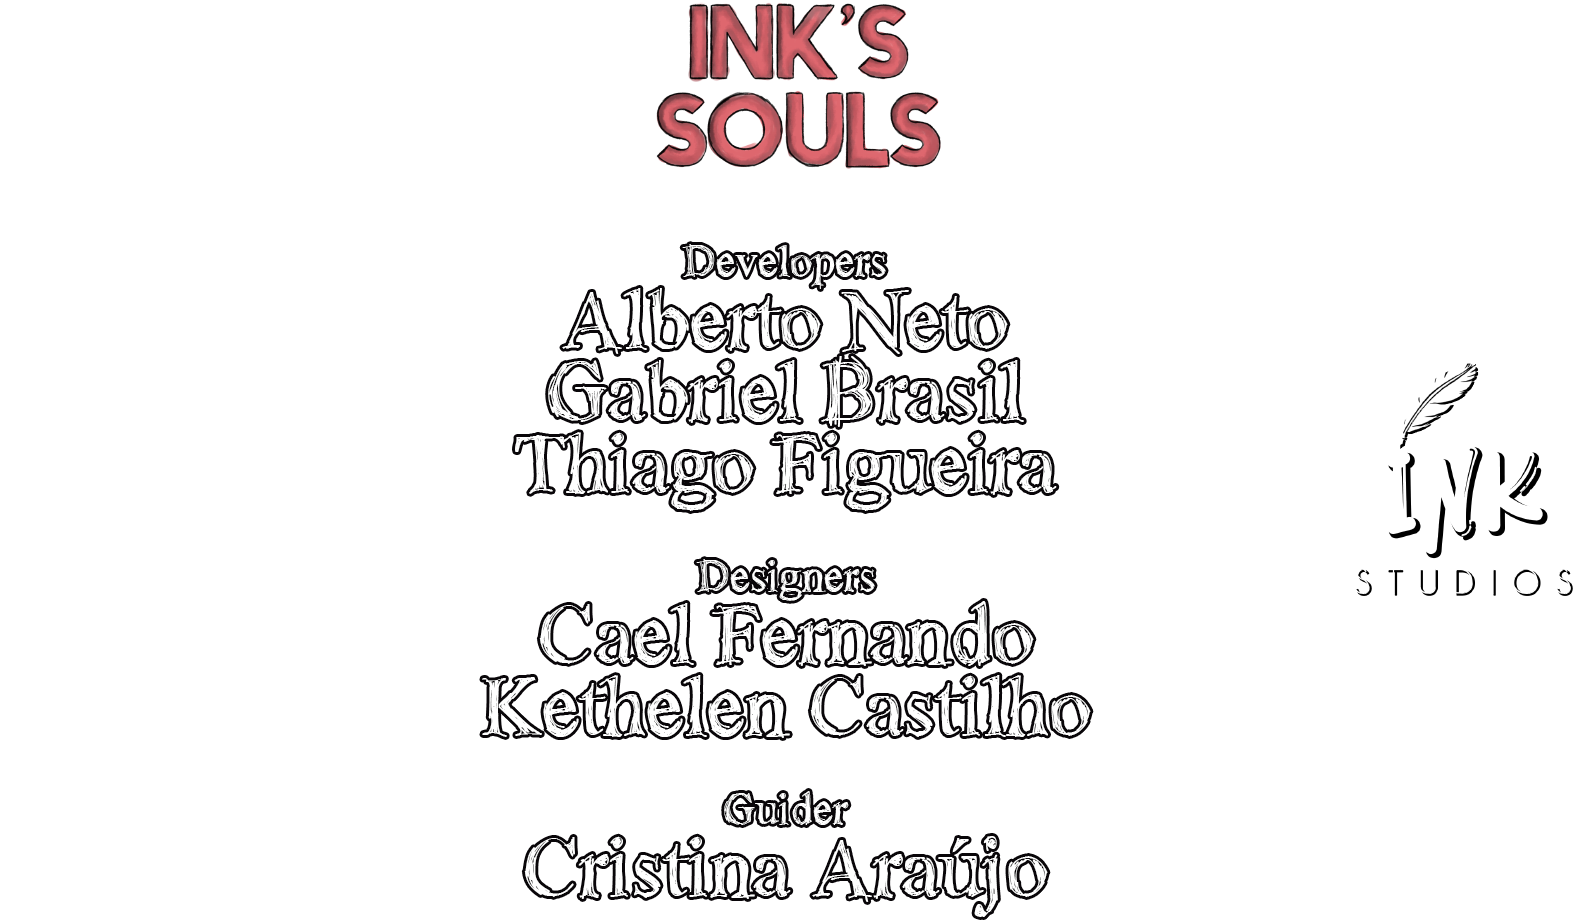 INK'S
SOULS
Developers
Alberto Neto
Gabriel Brasil
Thiago Figueira
Designers
Cael Fernando
Kethelen Castilho
Guider
Cristina Araújo
INK
STUDIOS